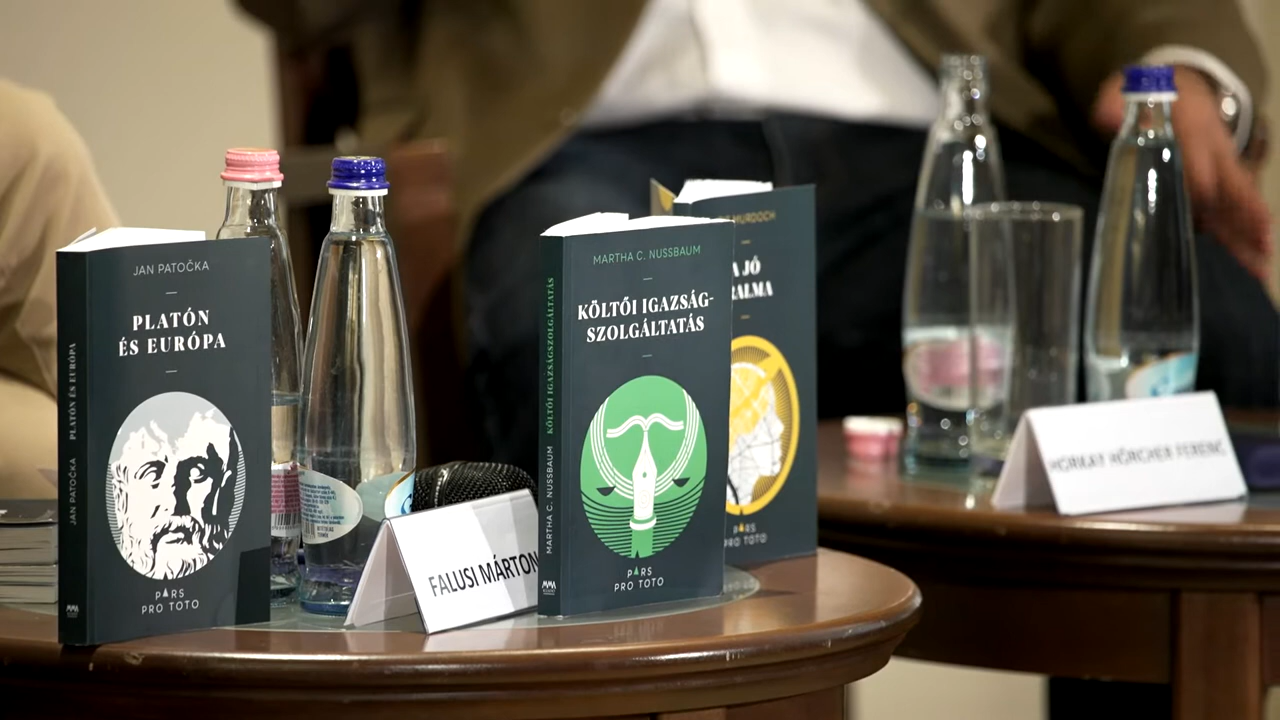 JAN PATOČKA
PLATÓN
ÉS EURÓPA
PARS
PRO TOTO
JAN PATOČKA PLATÓN ÉS EURÓPA
FALUSI MÁRTON
MARTHA C. NUSSBAUM
KÖLTŐI IGAZSÁG-
SZOLGÁLTATÁS
PARS
PRO TOTO
MARTHA C. NUSSBAUM KÖLTŐI IGAZSÁGSZOLGÁLTATÁS
MURDOCH
A JÓ
PARS
PRO TOTO
HORKAY HÖRCHER FERENC